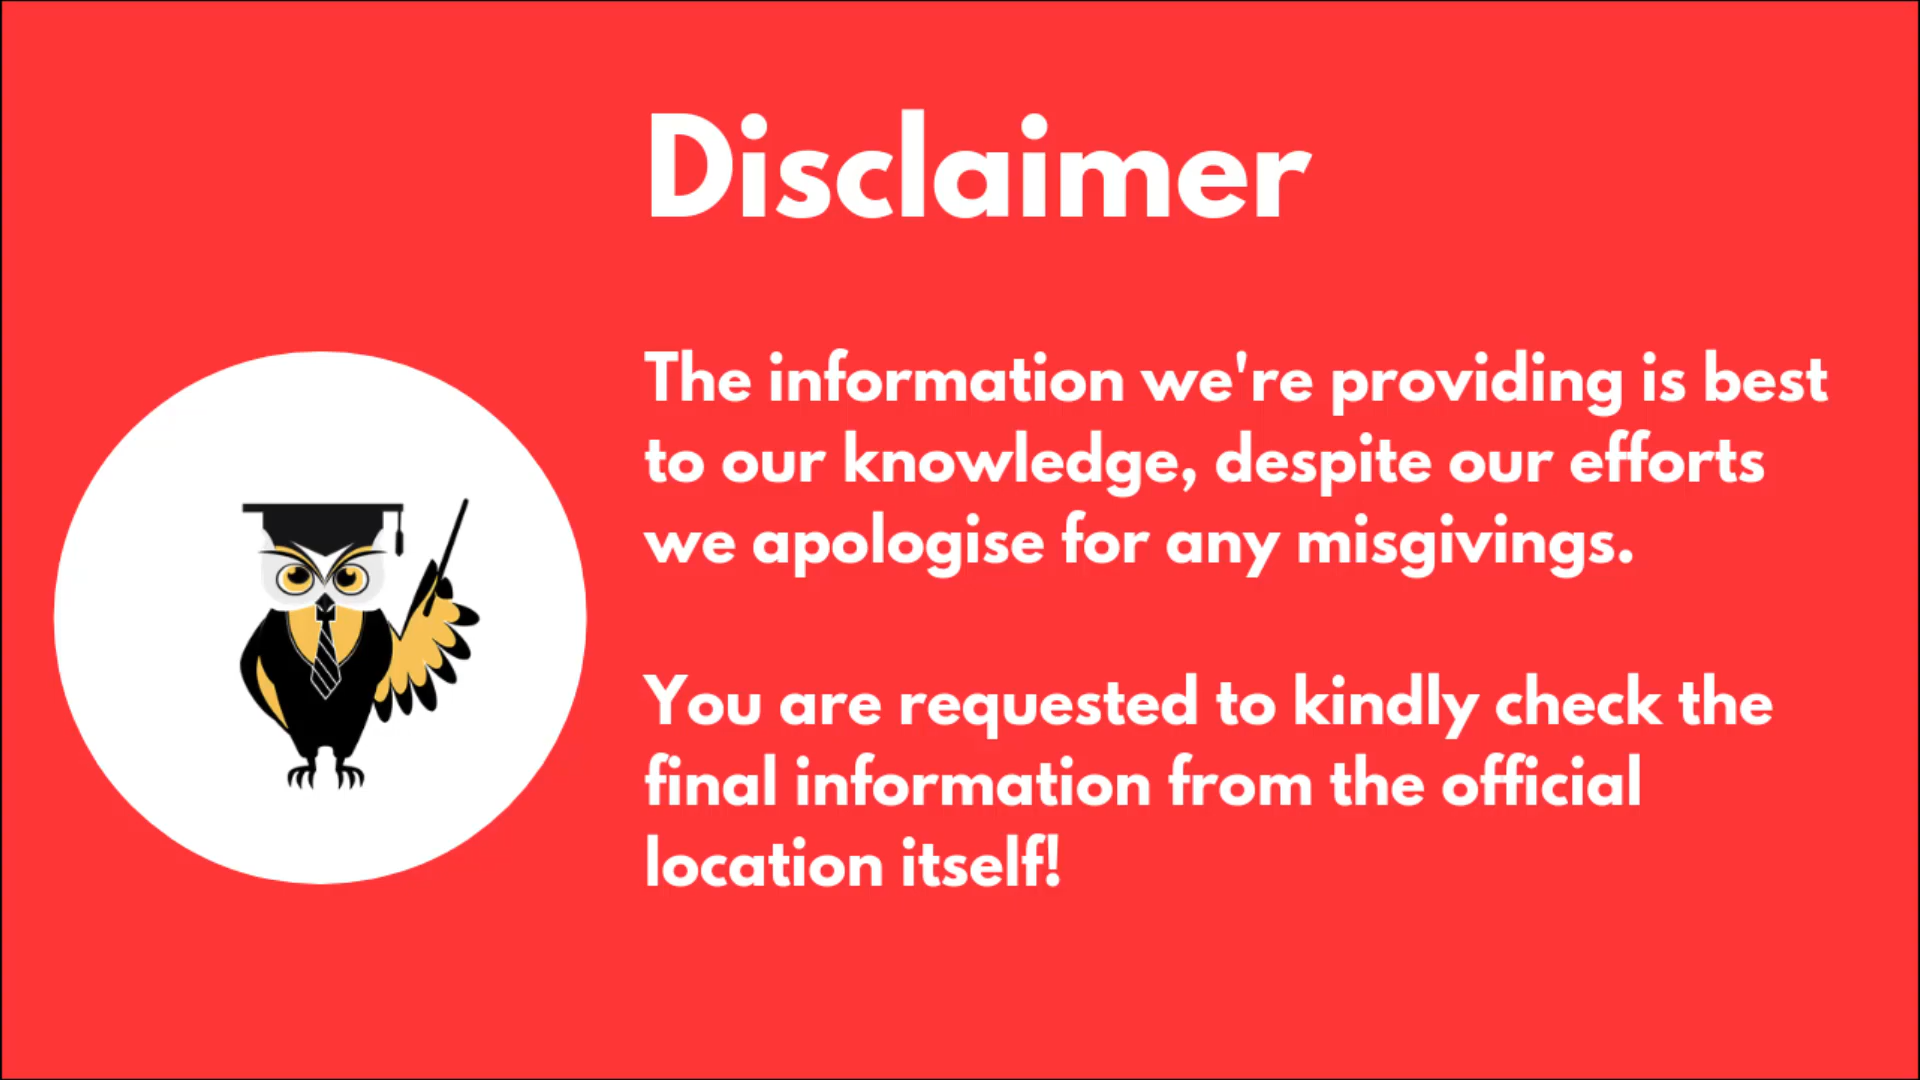 Disclaimer
The information we're providing is best
to our knowledge, despite our efforts
we apologise for any misgivings.
You are requested to kindly check the
final information from the official
location itself!